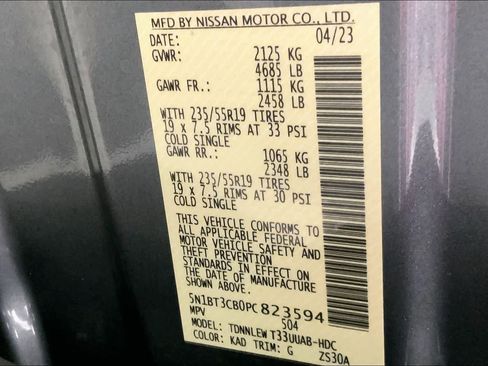 MFD BY NISSAN MOTOR CO., LTD.
DATE: 04/23
GVWR: 2125 KG
4685 LB
GAWR FR: 1115 KG
2458 LB
WITH 235/55R19 TIRES
19 x 7.5 RIMS AT 33 PSI
COLD SINGLE
GAWR RR: 1065 KG
2348 LB
WITH 235/55R19 TIRES
19 x 7.5 RIMS AT 30 PSI
COLD SINGLE
THIS VEHICLE CONFORMS TO
ALL APPLICABLE FEDERAL
MOTOR VEHICLE SAFETY AND
THEFT PREVENTION
STANDARDS IN EFFECT ON
THE DATE OF MANUFACTURE
SHOWN ABOVE.
5N1BT3CB0PC823594
MPV S04
MODEL: TDNNLEWT33UUAB-HDC
COLOR: KAD TRIM: G ZS30A